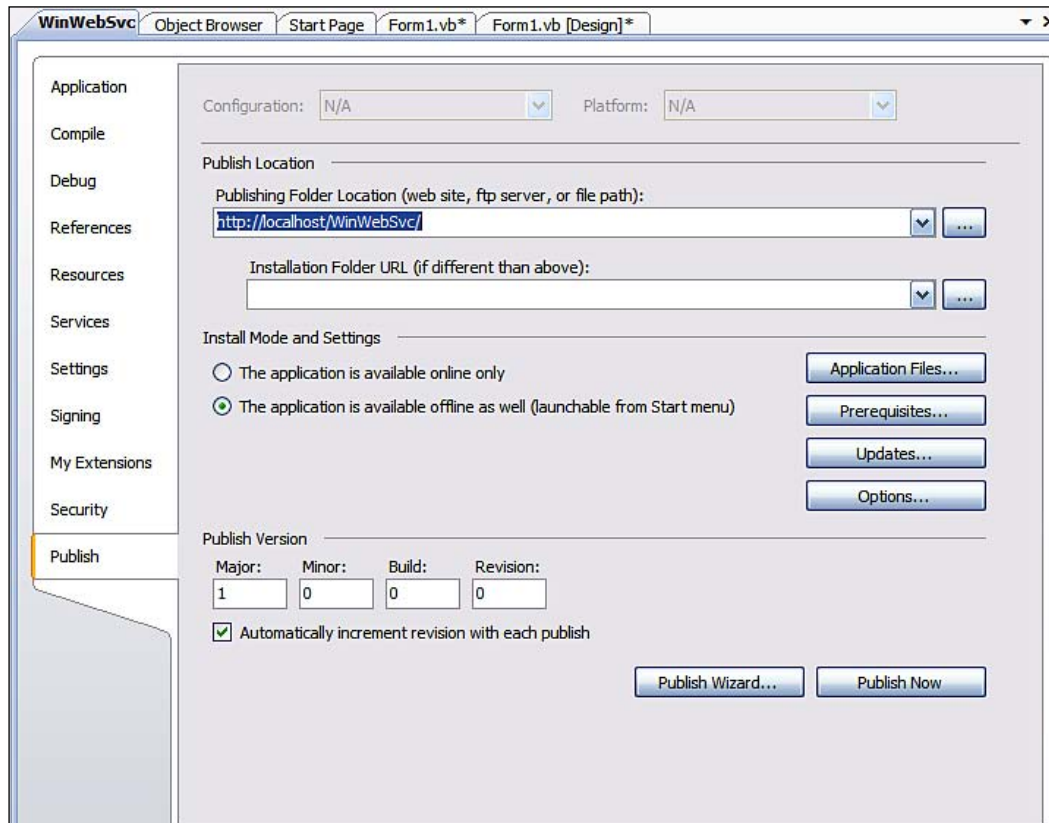 WinWebSvc Object Browser Start Page Form1.vb* Form1.vb [Design]*
Application
Compile
Debug
References
Resources
Services
Settings
Signing
My Extensions
Security
Publish
Configuration: N/A Platform: N/A
Publish Location
Publishing Folder Location (web site, ftp server, or file path):
http://localhost/WinWebSvc/
...
Installation Folder URL (if different than above):
...
Install Mode and Settings
The application is available online only
The application is available offline as well (launchable from Start menu)
Application Files...
Prerequisites...
Updates...
Options...
Publish Version
Major: Minor: Build: Revision:
1 0 0 0
Automatically increment revision with each publish
Publish Wizard... Publish Now